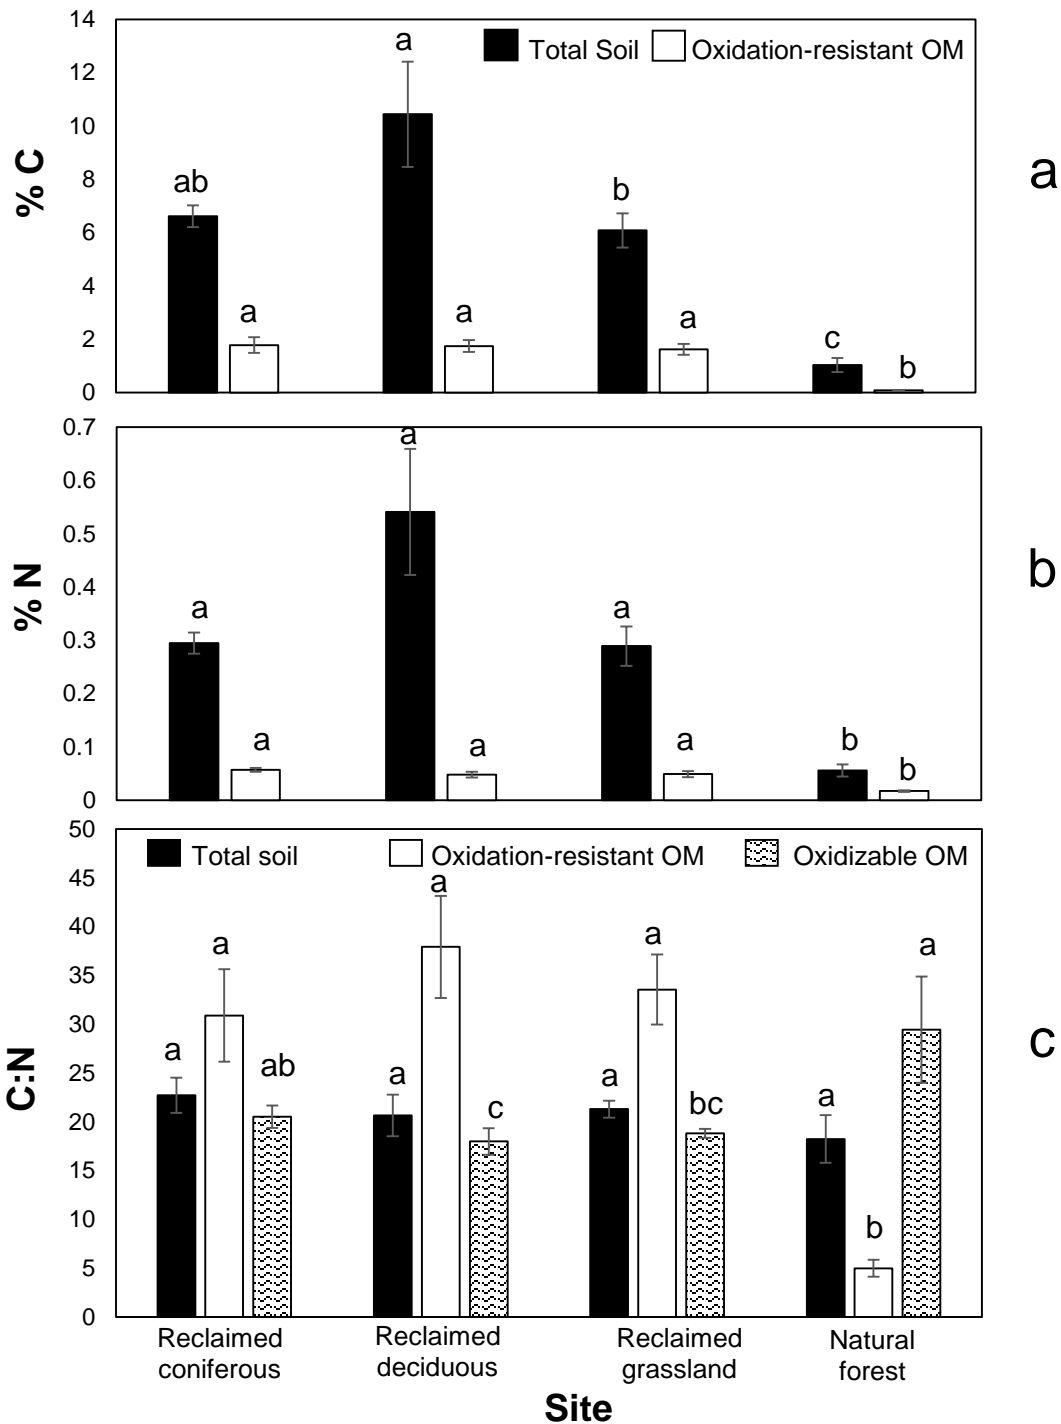 14
12
10
8
6
4
2
0
% C
Total Soil
Oxidation-resistant OM
ab
a
a
a
b
a
c
b
a
0.7
0.6
0.5
0.4
0.3
0.2
0.1
0
% N
a
a
a
a
a
a
b
b
b
50
45
40
35
30
25
20
15
10
5
0
C:N
Total soil
Oxidation-resistant OM
Oxidizable OM
a
a
ab
a
a
c
a
a
bc
a
b
a
c
Reclaimed
coniferous
Reclaimed
deciduous
Reclaimed
grassland
Natural
forest
Site